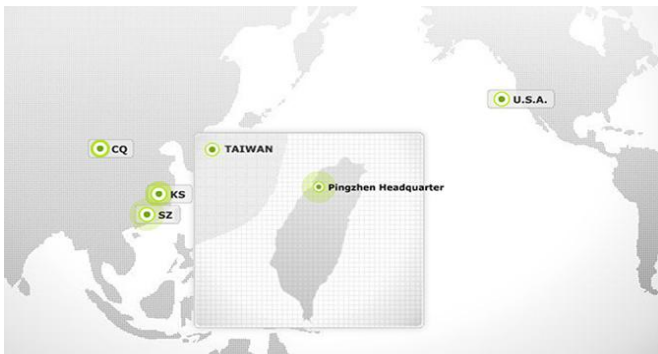 U.S.A.
CQ
TAIWAN
Pingzhen Headquarter
KS
SZ